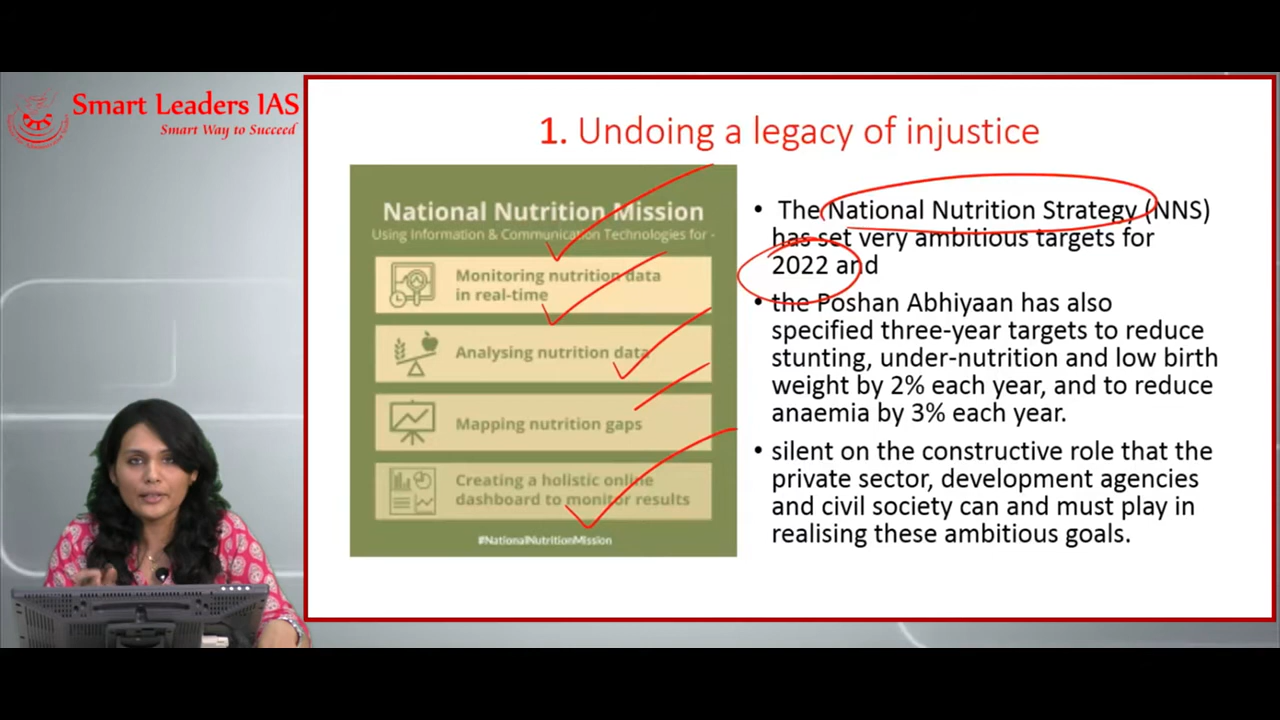 Smart Leaders IAS
Smart Way to Succeed
1. Undoing a legacy of injustice
National Nutrition Mission
Using Information & Communication Technologies for -
Monitoring nutrition data
in real-time
Analysing nutrition data
Mapping nutrition gaps
Creating a holistic online
dashboard to monitor results
#NationalNutritionMission
• The National Nutrition Strategy (NNS)
has set very ambitious targets for
2022 and
• the Poshan Abhiyaan has also
specified three-year targets to reduce
stunting, under-nutrition and low birth
weight by 2% each year, and to reduce
anaemia by 3% each year.
• silent on the constructive role that the
private sector, development agencies
and civil society can and must play in
realising these ambitious goals.